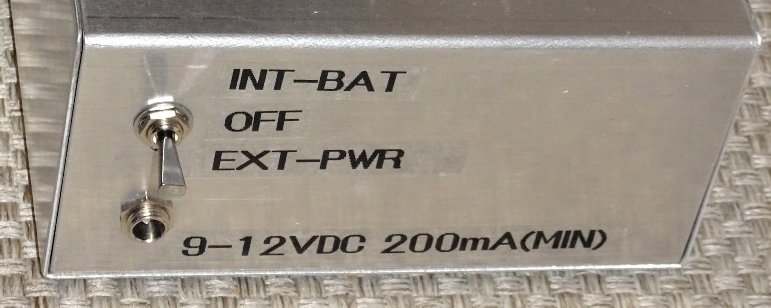 INT-BAT
OFF
EXT-PWR
9-12VDC 200mA(MIN)